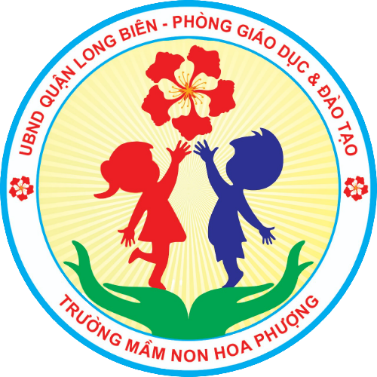 UBND QUẬN LONG BIÊN - PHÒNG GIÁO DỤC & ĐÀO TẠO
TRƯỜNG MẦM NON HOA PHƯỢNG